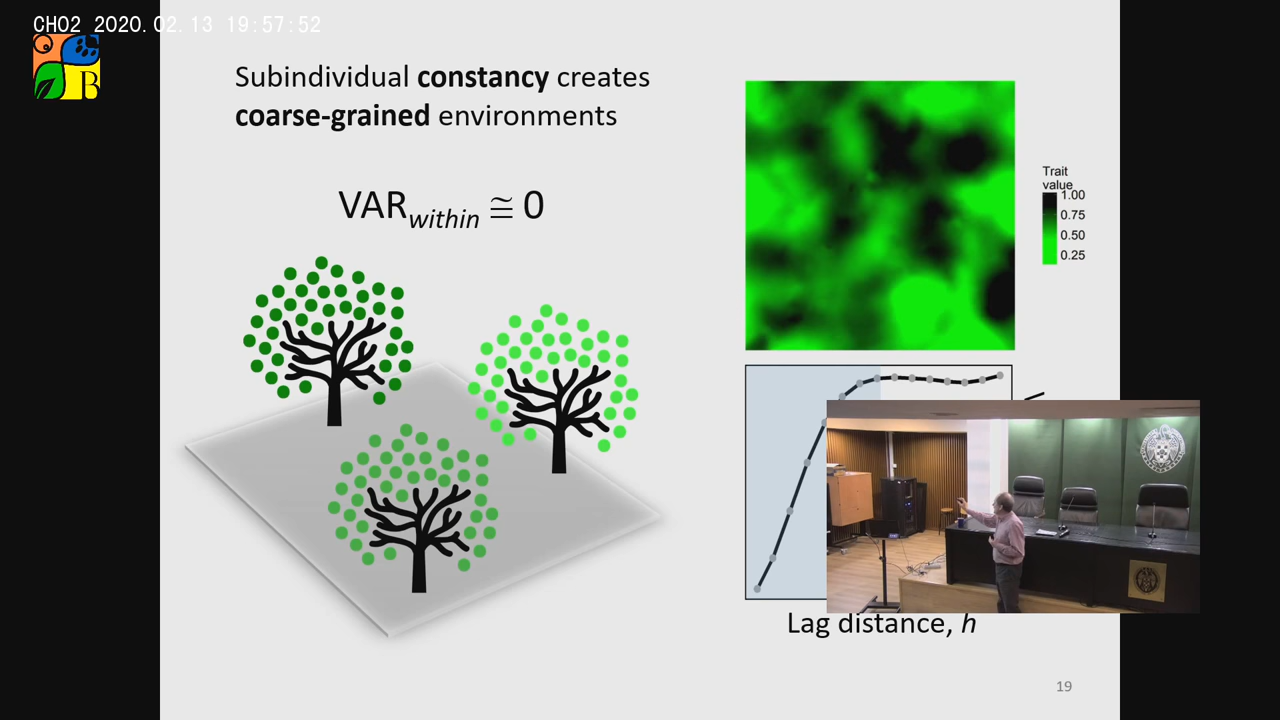 CH02 2020.02.13 19:57:52
B
Subindividual constancy creates
coarse-grained environments
VARwithin ≅ 0
Trait
value
1.00
0.75
0.50
0.25
Lag distance, h
19